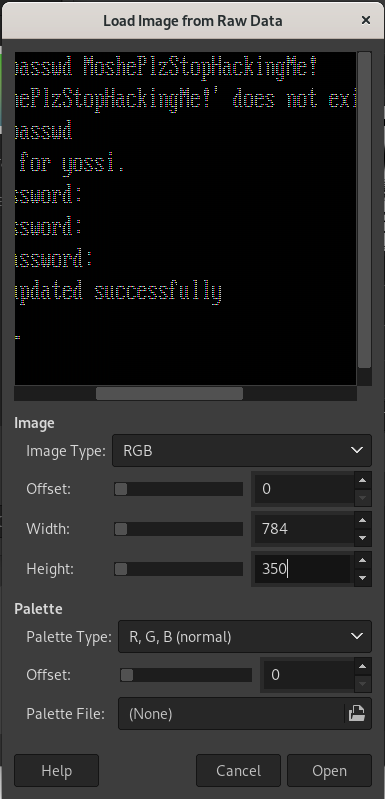 Load Image from Raw Data
passwd MoshePlzStopHackingMe!
hePlzStopHackingMe!' does not exi
passwd
for yossi.
ssword:
ssword:
assword:
updated successfully
_
Image
Image Type: RGB
Offset: 0
Width: 784
Height: 350
Palette
Palette Type: R, G, B (normal)
Offset: 0
Palette File: (None)
Help Cancel Open